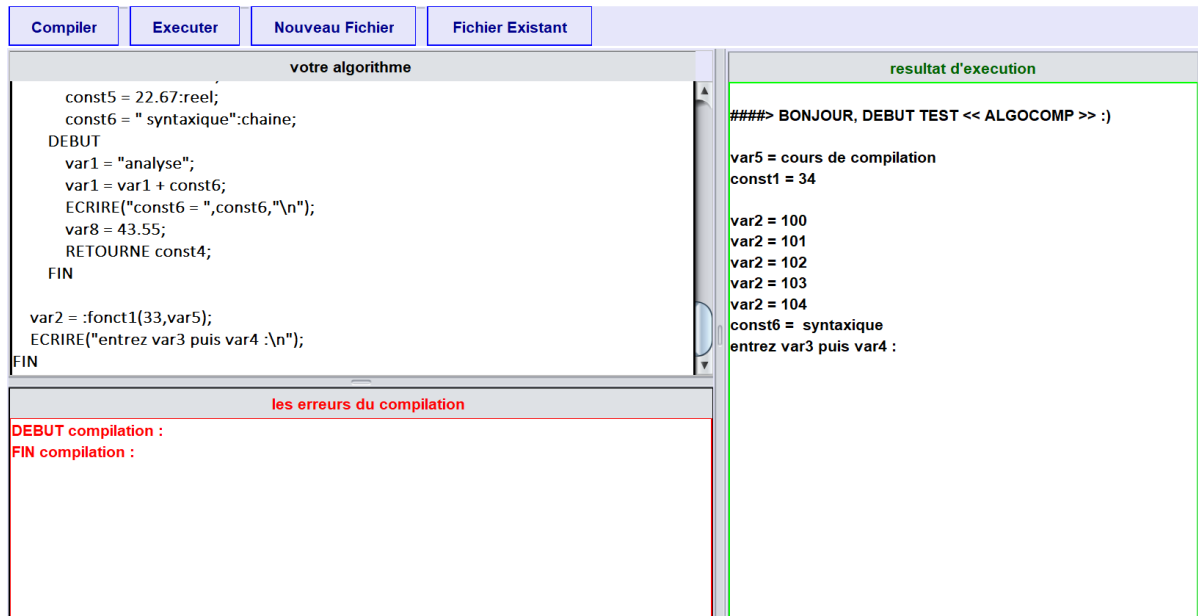 Compiler Executer Nouveau Fichier Fichier Existant
votre algorithme
const5 = 22.67:reel;
const6 = " syntaxique":chaine;
DEBUT
var1 = "analyse";
var1 = var1 + const6;
ECRIRE("const6 = ",const6,"\n");
var8 = 43.55;
RETOURNE const4;
FIN
var2 = :fonct1(33,var5);
ECRIRE("entrez var3 puis var4 :\n");
FIN
les erreurs du compilation
DEBUT compilation :
FIN compilation :
resultat d'execution
####> BONJOUR, DEBUT TEST << ALGOCOMP >> :)
var5 = cours de compilation
const1 = 34
var2 = 100
var2 = 101
var2 = 102
var2 = 103
var2 = 104
const6 =  syntaxique
entrez var3 puis var4 :